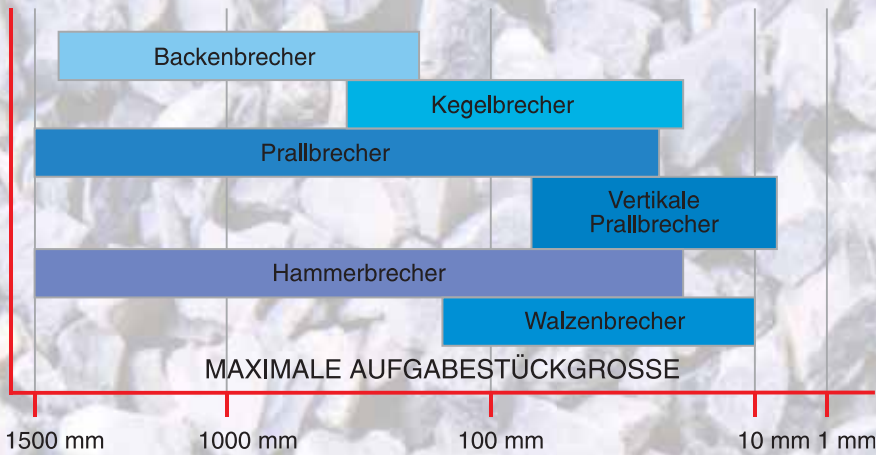 Backenbrecher
Kegelbrecher
Prallbrecher
Vertikale
Prallbrecher
Hammerbrecher
Walzenbrecher
MAXIMALE AUFGABESTÜCKGROSSE
1500 mm 1000 mm 100 mm 10 mm 1 mm